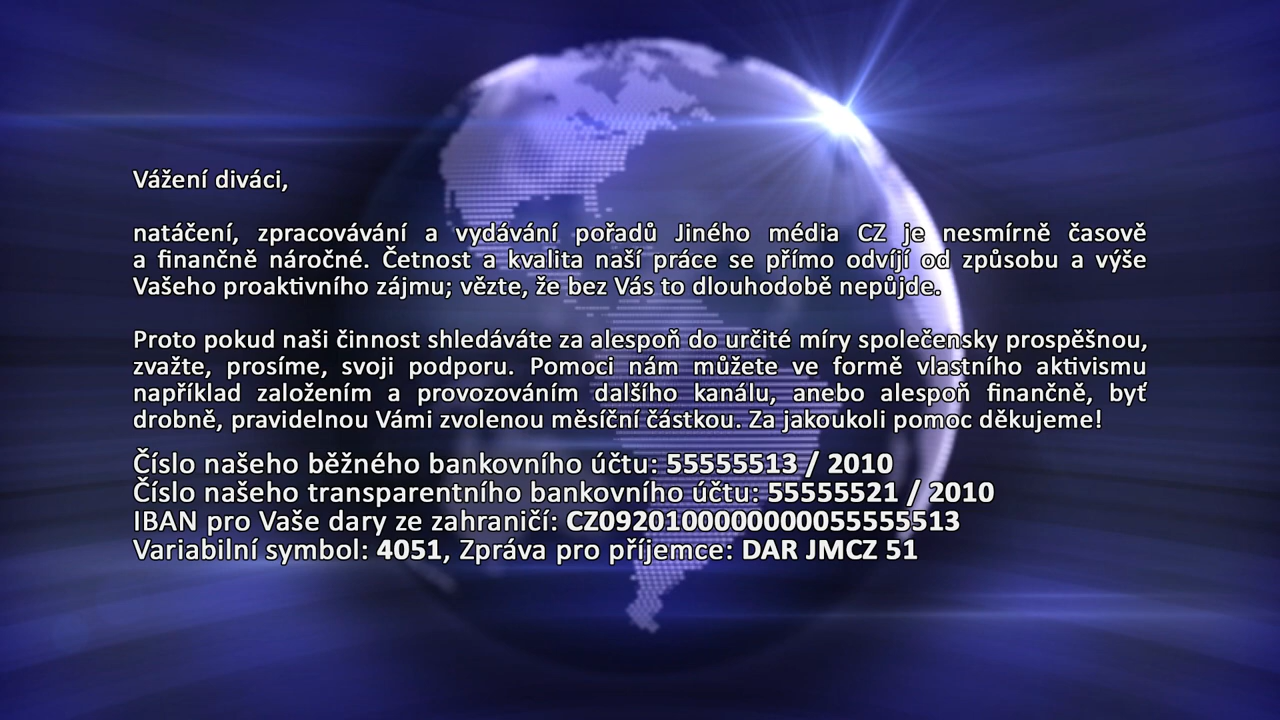 Vážení diváci,
natáčení, zpracovávání a vydávání pořadů Jiného média CZ je nesmírně časově
a finančně náročné. Četnost a kvalita naší práce se přímo odvíjí od způsobu a výše
Vašeho proaktivního zájmu; vězte, že bez Vás to dlouhodobě nepůjde.
Proto pokud naši činnost shledáváte za alespoň do určité míry společensky prospěšnou,
zvažte, prosíme, svoji podporu. Pomoci nám můžete ve formě vlastního aktivismu
například založením a provozováním dalšího kanálu, anebo alespoň finančně, byť
drobně, pravidelnou Vámi zvolenou měsíční částkou. Za jakoukoli pomoc děkujeme!
Číslo našeho běžného bankovního účtu: 55555513 / 2010
Číslo našeho transparentního bankovního účtu: 55555521 / 2010
IBAN pro Vaše dary ze zahraničí: CZ0920100000000055555513
Variabilní symbol: 4051, Zpráva pro příjemce: DAR JMCZ 51